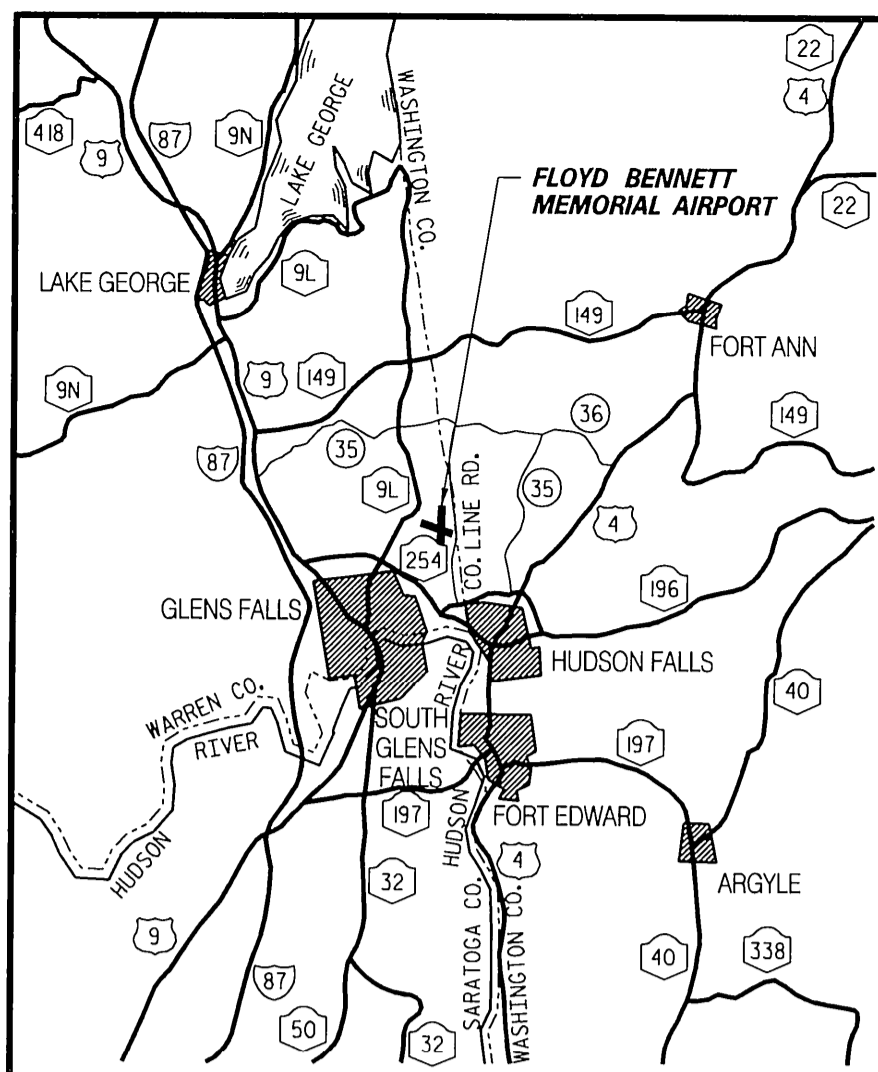 22
4
WASHINGTON CO.
418
9
87
9N
LAKE GEORGE
FLOYD BENNETT
MEMORIAL AIRPORT
22
LAKE GEORGE
9L
149
FORT ANN
9N
9
149
36
149
87
35
9L
CO. LINE RD.
35
4
254
196
GLENS FALLS
HUDSON FALLS
RIVER
WARREN CO.
RIVER
SOUTH
GLENS
FALLS
40
197
197
HUDSON
FORT EDWARD
HUDSON
4
32
ARGYLE
SARATOGA CO.
WASHINGTON CO.
9
87
40
338
50
32